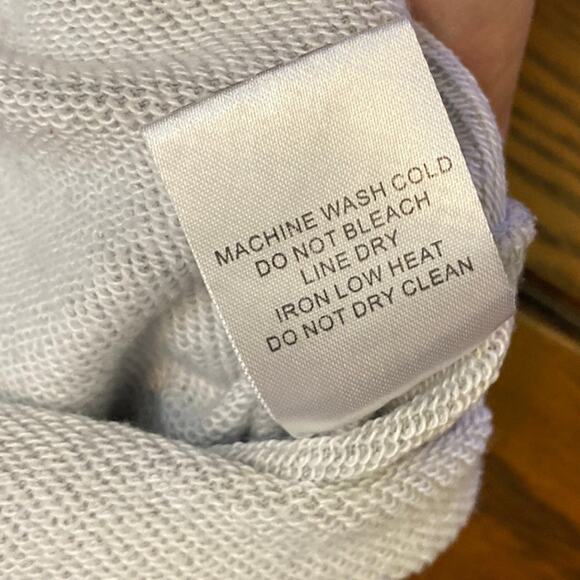 MACHINE WASH COLD
DO NOT BLEACH
LINE DRY
IRON LOW HEAT
DO NOT DRY CLEAN